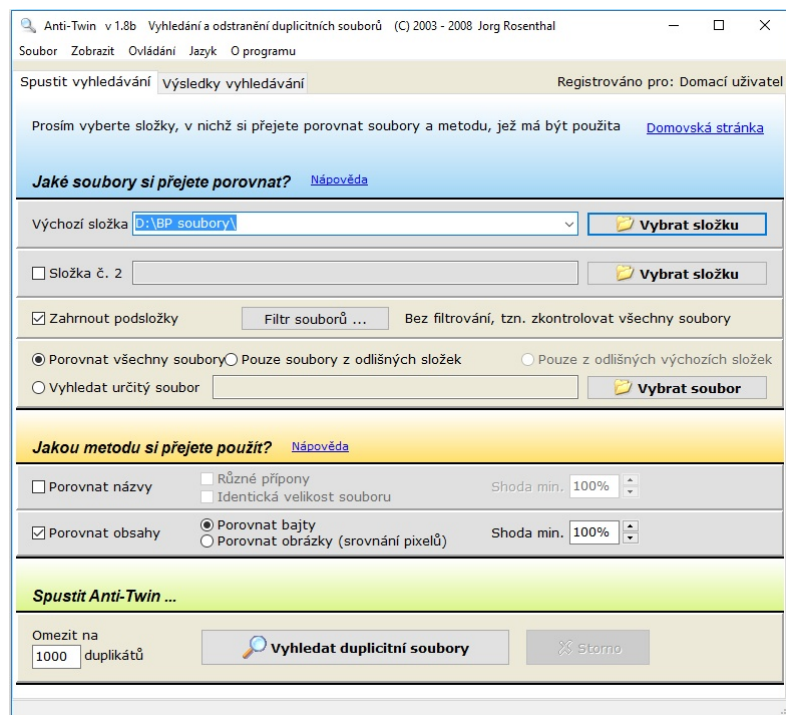 Anti-Twin v 1.8b Vyhledání a odstranění duplicitních souborů (C) 2003 - 2008 Jorg Rosenthal
Soubor Zobrazit Ovládání Jazyk O programu
Spustit vyhledávání Výsledky vyhledávání Registrováno pro: Domací uživatel
Prosím vyberte složky, v nichž si přejete porovnat soubory a metodu, jež má být použita Domovská stránka
Jaké soubory si přejete porovnat? Nápověda
Výchozí složka D:\BP soubory\ Vybrat složku
Složka č. 2 Vybrat složku
Zahrnout podsložky Filtr souborů ... Bez filtrování, tzn. zkontrolovat všechny soubory
Porovnat všechny soubory Pouze soubory z odlišných složek Pouze z odlišných výchozích složek
Vyhledat určitý soubor Vybrat soubor
Jakou metodu si přejete použít? Nápověda
Porovnat názvy Různé přípony Shoda min. 100%
Identická velikost souboru
Porovnat obsahy Porovnat bajty Shoda min. 100%
Porovnat obrázky (srovnání pixelů)
Spustit Anti-Twin ...
Omezit na
1000 duplikátů Vyhledat duplicitní soubory Storno